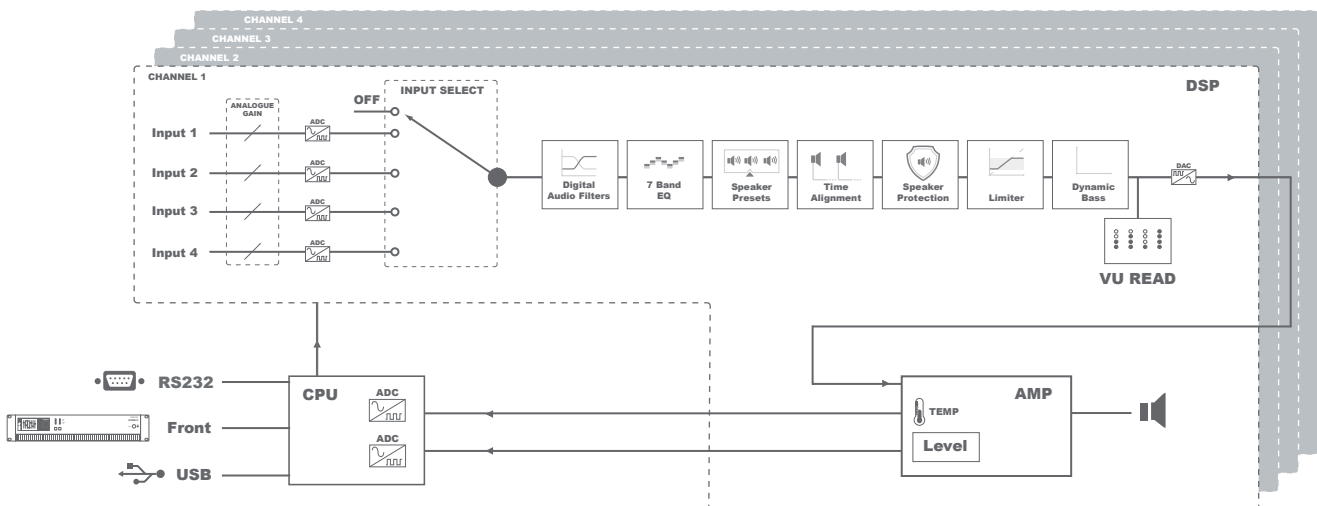 CHANNEL 4
CHANNEL 3
CHANNEL 2
CHANNEL 1
DSP
INPUT SELECT
OFF
ANALOGUE
GAIN
ADC
Input 1
ADC
Input 2
ADC
Input 3
ADC
Input 4
Digital
Audio Filters
7 Band
EQ
Speaker
Presets
Time
Alignment
Speaker
Protection
Limiter
Dynamic
Bass
DAC
VU READ
RS232
Front
USB
CPU
ADC
ADC
AMP
TEMP
Level